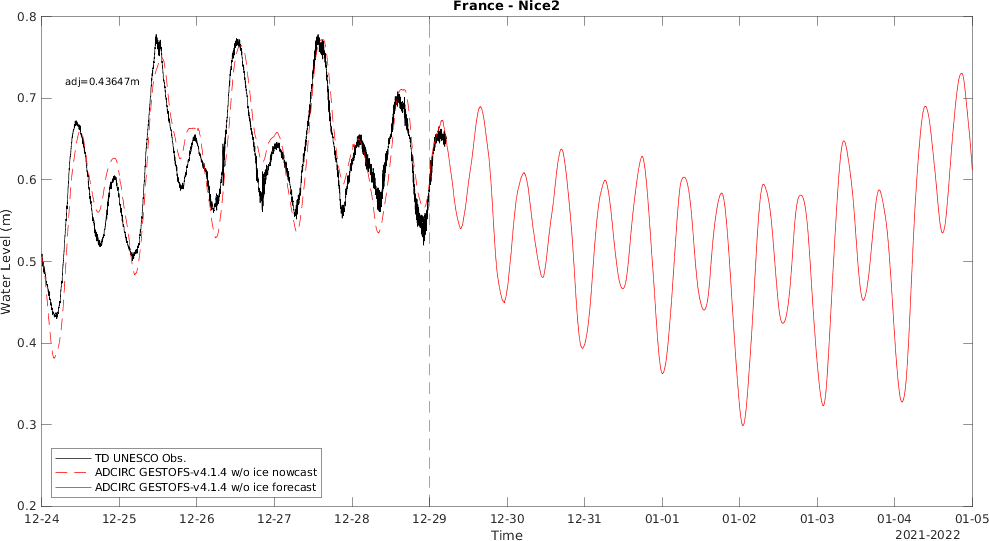 France - Nice2
adj=0.43647m
Water Level (m)
0.8
0.7
0.6
0.5
0.4
0.3
0.2
TD UNESCO Obs.
ADCIRC GESTOFS-v4.1.4 w/o ice nowcast
ADCIRC GESTOFS-v4.1.4 w/o ice forecast
12-24 12-25 12-26 12-27 12-28 12-29 12-30 12-31 01-01 01-02 01-03 01-04 01-05
Time
2021-2022